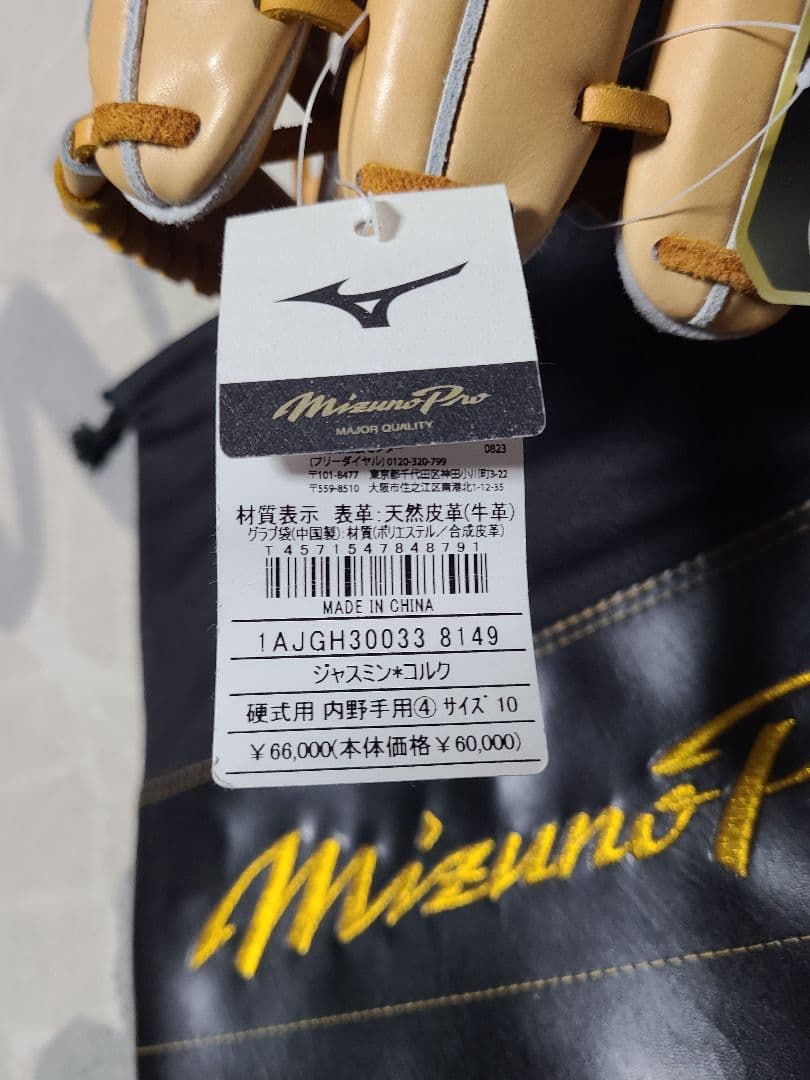 Mizuno Pro
MAJOR QUALITY
0823
(フリーダイヤル) 0120-320-799
〒101-8477 東京都千代田区神田小川町3-22
〒559-8510 大阪市住之江区南港北1-12-35
材質表示 表革:天然皮革(牛革)
グラブ袋(中国製):材質(ポリエステル/合成皮革)
T 4571547848791
MADE IN CHINA
1AJGH30033 8149
ジャスミン*コルク
硬式用 内野手用④ サイズ 10
¥66,000(本体価格¥60,000)
Mizuno P